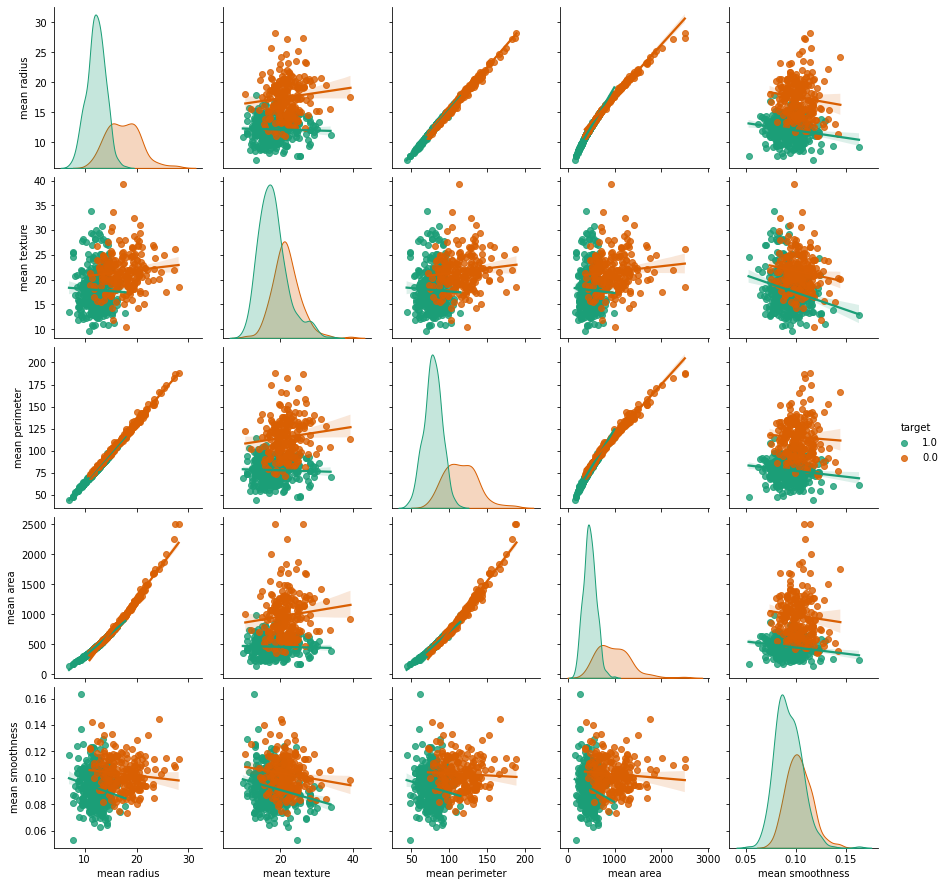 30
25
20
15
10
mean radius
40
35
30
25
20
15
10
mean texture
200
175
150
125
100
75
50
mean perimeter
target
1.0
0.0
2500
2000
1500
1000
500
0
mean area
0.16
0.14
0.12
0.10
0.08
0.06
mean smoothness
10 20 30
mean radius
20 40
mean texture
50 100 150 200
mean perimeter
0 1000 2000 3000
mean area
0.05 0.10 0.15
mean smoothness